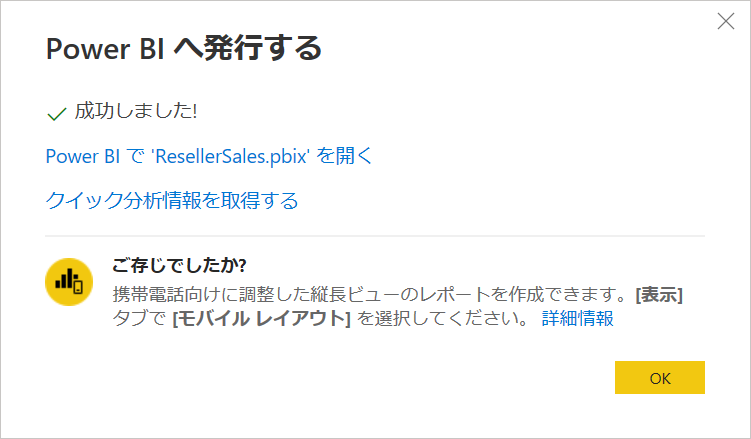 Power BI へ発行する
成功しました!
Power BI で 'ResellerSales.pbix' を開く
クイック分析情報を取得する
ご存じでしたか?
携帯電話向けに調整した縦長ビューのレポートを作成できます。[表示]
タブで [モバイル レイアウト] を選択してください。 詳細情報
OK